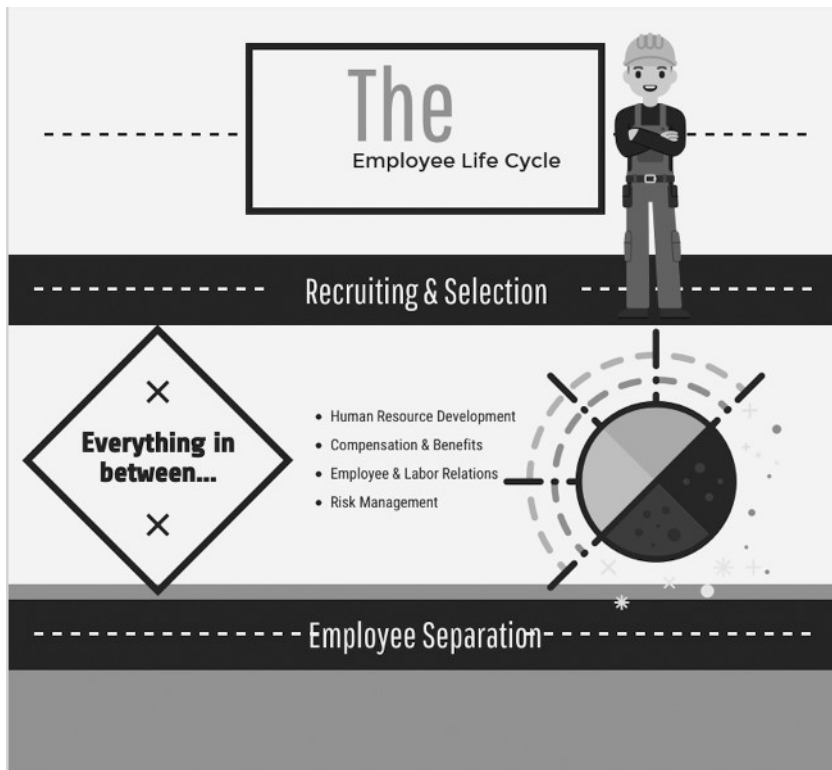 The
Employee Life Cycle
Recruiting & Selection
Everything in
between...
• Human Resource Development
• Compensation & Benefits
• Employee & Labor Relations
• Risk Management
Employee Separation